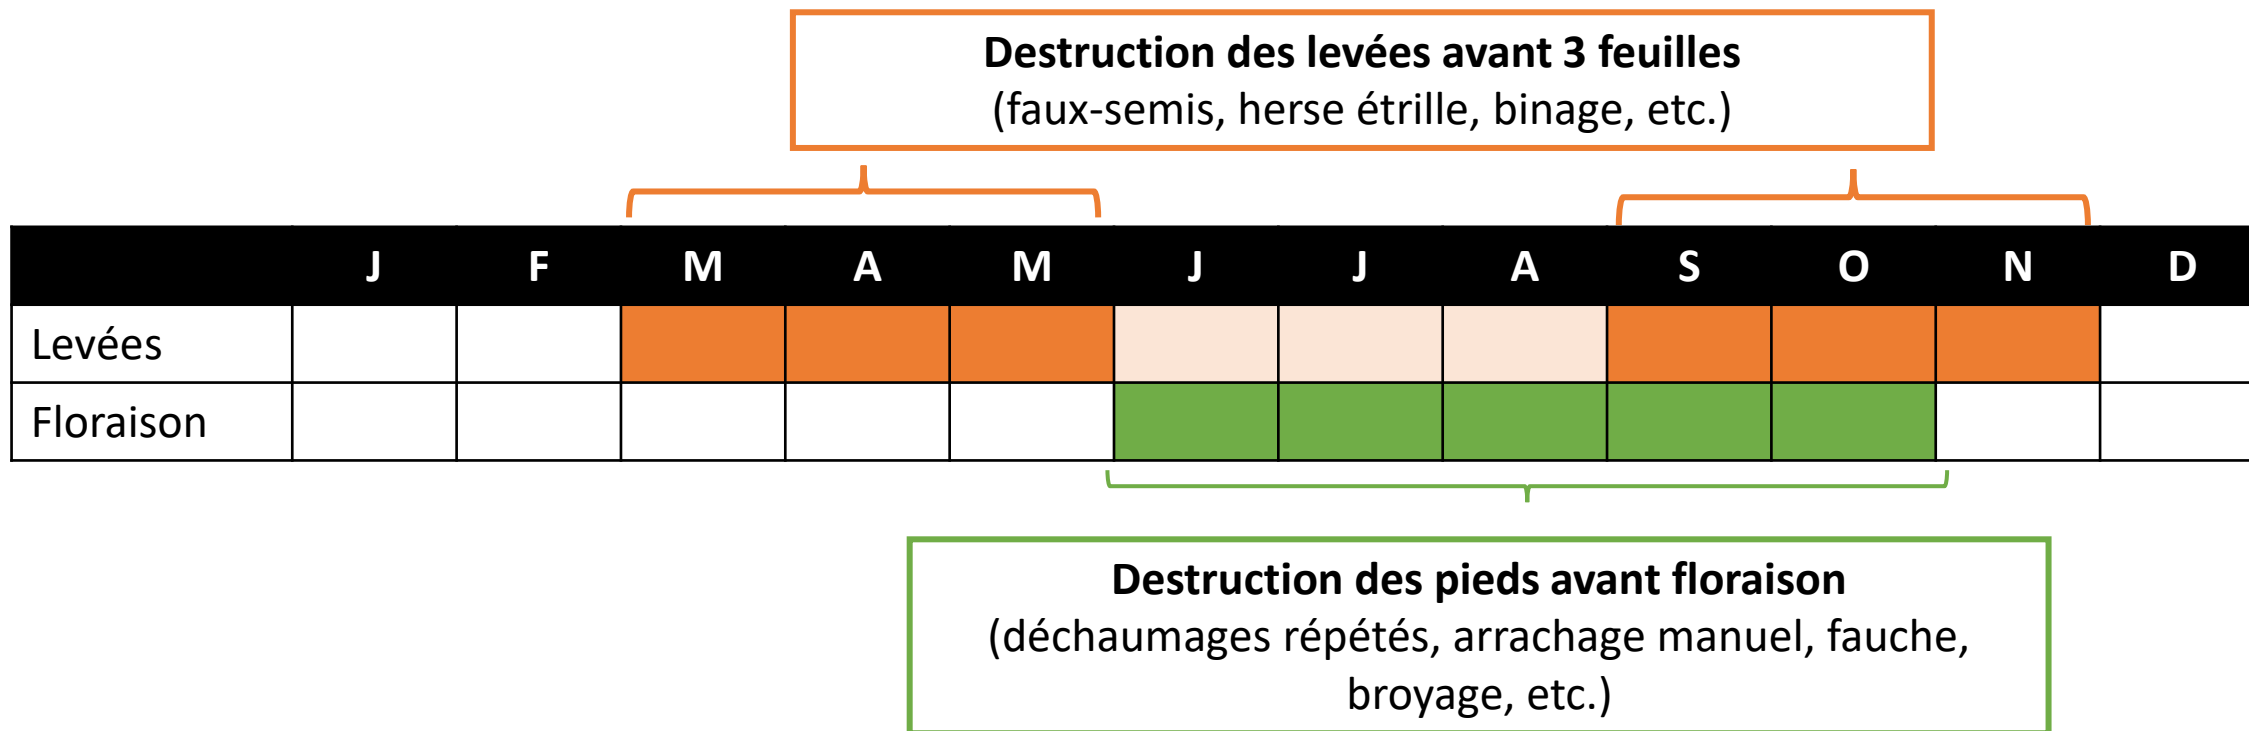 Destruction des levées avant 3 feuilles
(faux-semis, herse étrille, binage, etc.)
J F M A M J J A S O N D
Levées
Floraison
Destruction des pieds avant floraison
(déchaumages répétés, arrachage manuel, fauche,
broyage, etc.)